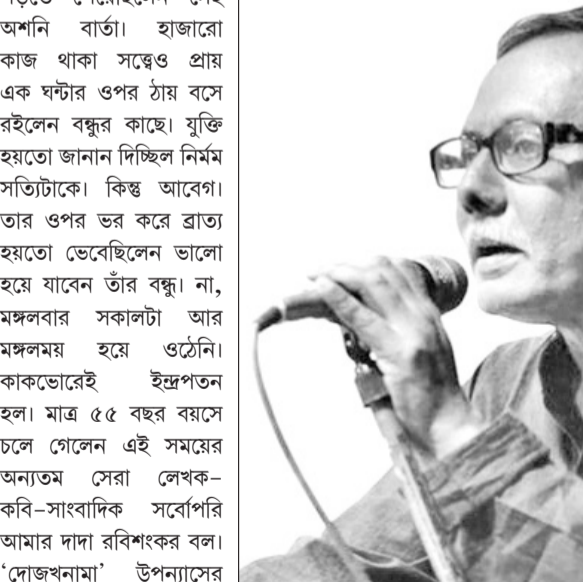 অশনি বার্তা। হাজারো
কাজ থাকা সত্ত্বেও প্রায়
এক ঘন্টার ওপর ঠায় বসে
রইলেন বন্ধুর কাছে। যুক্তি
হয়তো জানান দিচ্ছিল নির্মম
সত্যিটাকে। কিন্তু আবেগ।
তার ওপর ভর করে ব্রাত্য
হয়তো ভেবেছিলেন ভালো
হয়ে যাবেন তাঁর বন্ধু। না,
মঙ্গলবার সকালটা আর
মঙ্গলময় হয়ে ওঠেনি।
কাকভোরেই ইন্দ্রপতন
হল। মাত্র ৫৫ বছর বয়সে
চলে গেলেন এই সময়ের
অন্যতম সেরা লেখক–
কবি–সাংবাদিক সর্বোপরি
আমার দাদা রবিশংকর বল।
‘দোজখনামা’ উপন্যাসের